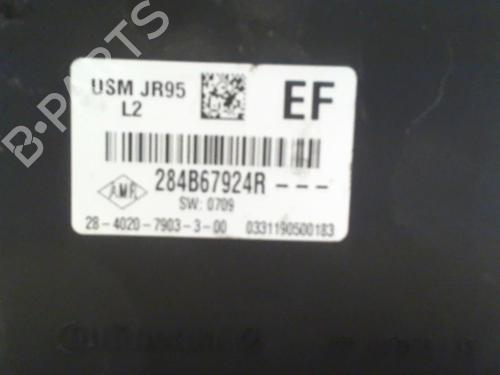 B-PARTS
USM JR95 EF
L2
284B67924R---
A.M.P.
SW: 0709
28-4020-7903-3-00 0331190500183